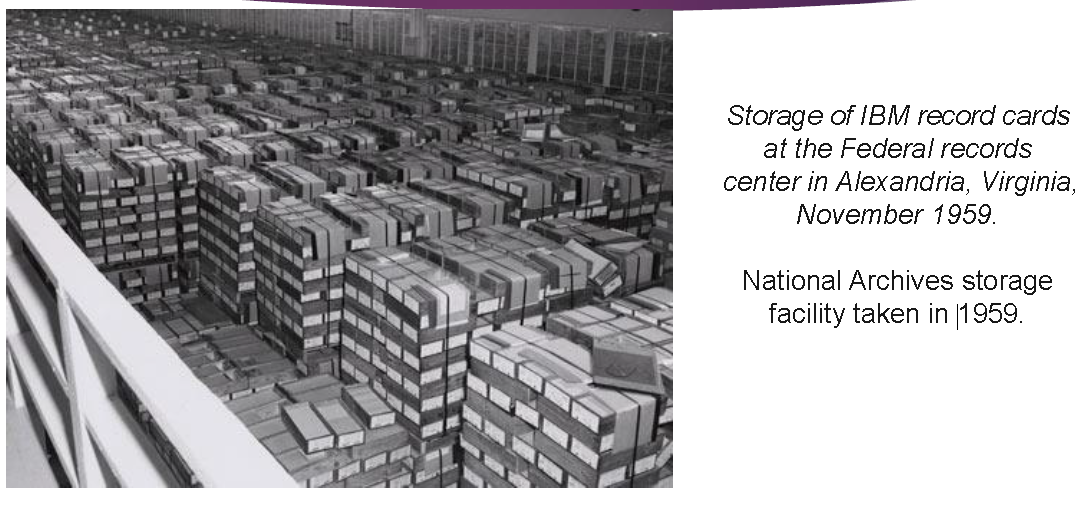 Storage of IBM record cards
at the Federal records
center in Alexandria, Virginia,
November 1959.
National Archives storage
facility taken in 1959.